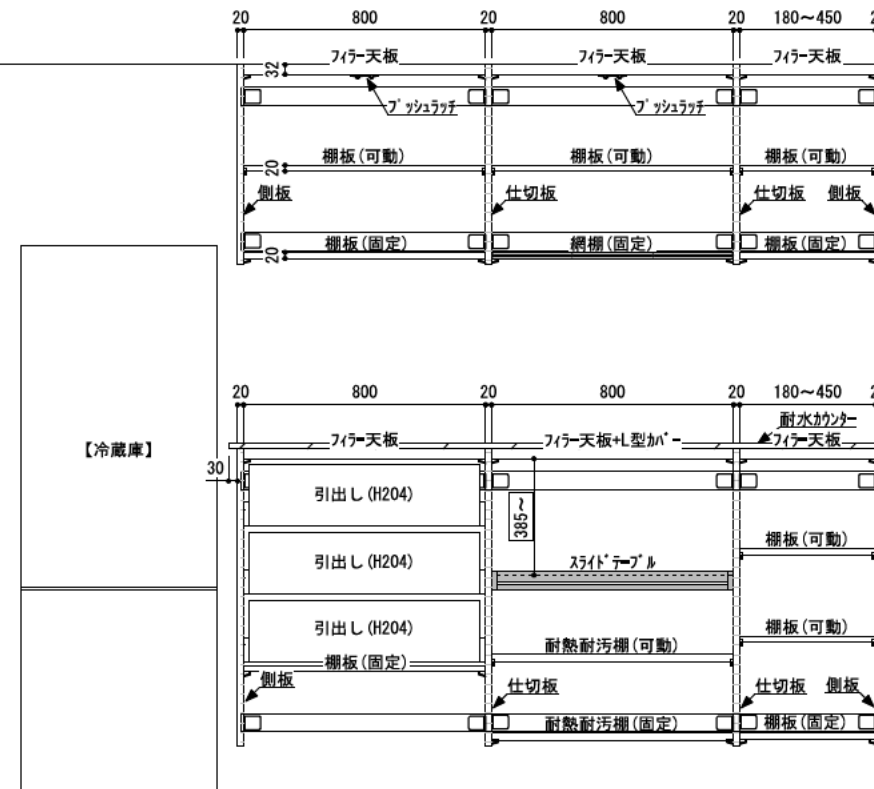 20 800 20 800 20 180～450 2
フィラー天板 フィラー天板 フィラー天板
32
プッシュラッチ プッシュラッチ
棚板(可動) 棚板(可動) 棚板(可動)
20
側板 仕切板 仕切板 側板
棚板(固定) 網棚(固定) 棚板(固定)
20
20 800 20 800 20 180～450 2
耐水カウンター
フィラー天板 フィラー天板+L型カバー フィラー天板
【冷蔵庫】
30
引出し(H204)
385～
棚板(可動)
引出し(H204) スライドテーブル
引出し(H204) 棚板(可動)
耐熱耐汚棚(可動)
棚板(固定)
側板 仕切板 仕切板 側板
耐熱耐汚棚(固定) 棚板(固定)